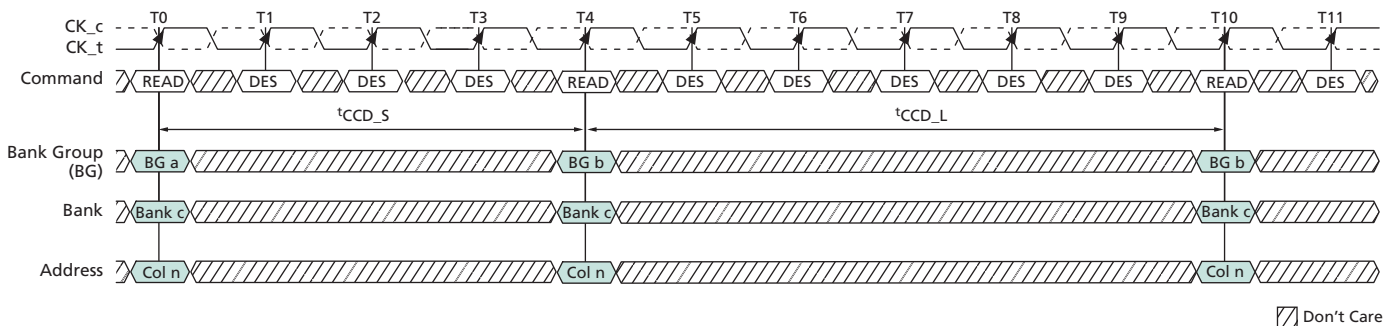 T0 T1 T2 T3 T4 T5 T6 T7 T8 T9 T10 T11
CK_c
CK_t
Command READ DES DES DES READ DES DES DES DES DES READ DES
tCCD_S tCCD_L
Bank Group
(BG) BG a BG b BG b
Bank Bank c Bank c Bank c
Address Col n Col n Col n
Don't Care